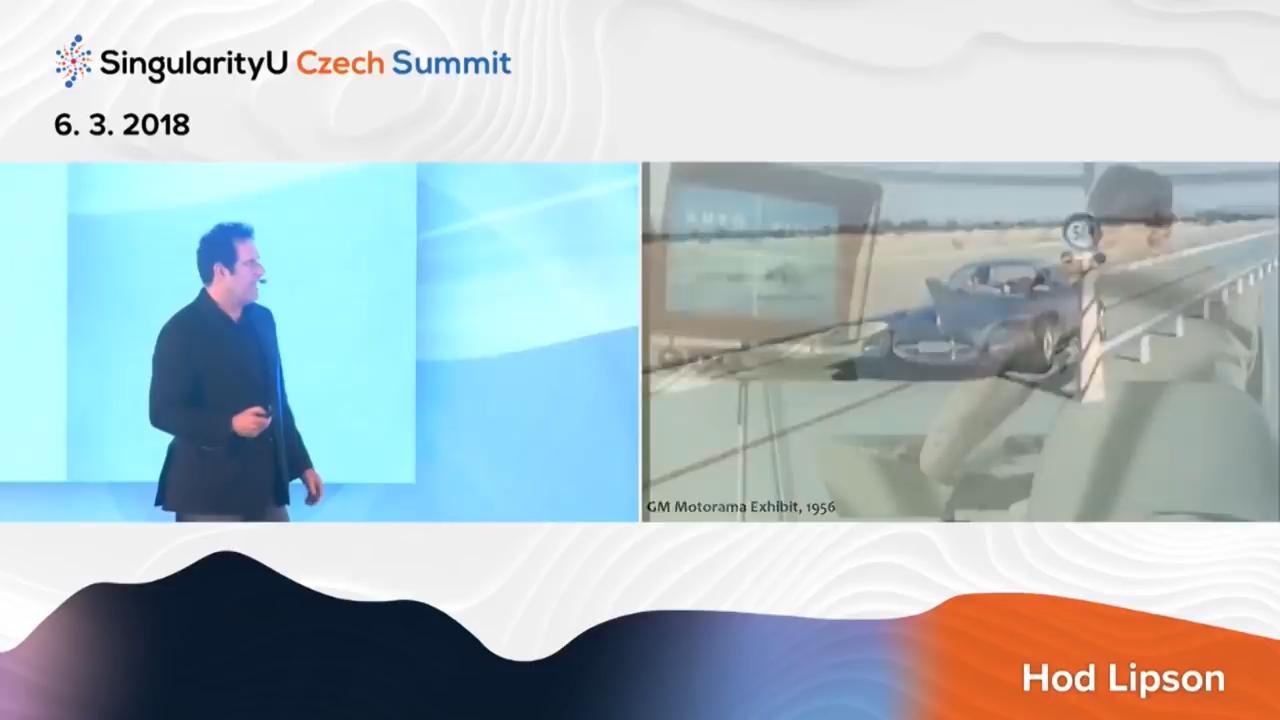 SingularityU Czech Summit
6. 3. 2018
GM Motorama Exhibit, 1956
Hod Lipson